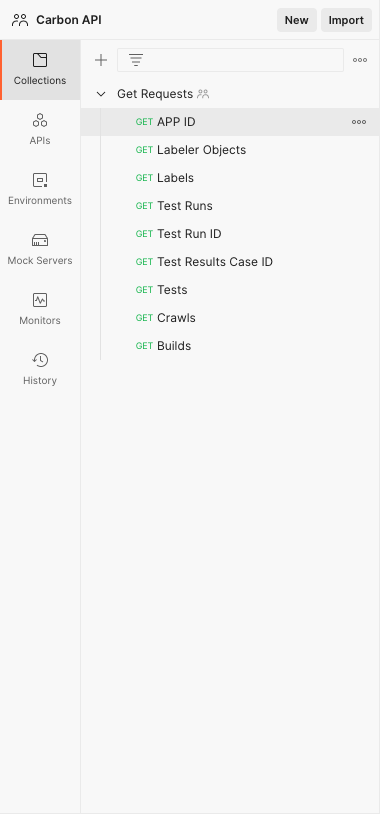 Carbon API
New
Import
Collections
APIs
Environments
Mock Servers
Monitors
History
Get Requests
GET APP ID
GET Labeler Objects
GET Labels
GET Test Runs
GET Test Run ID
GET Test Results Case ID
GET Tests
GET Crawls
GET Builds